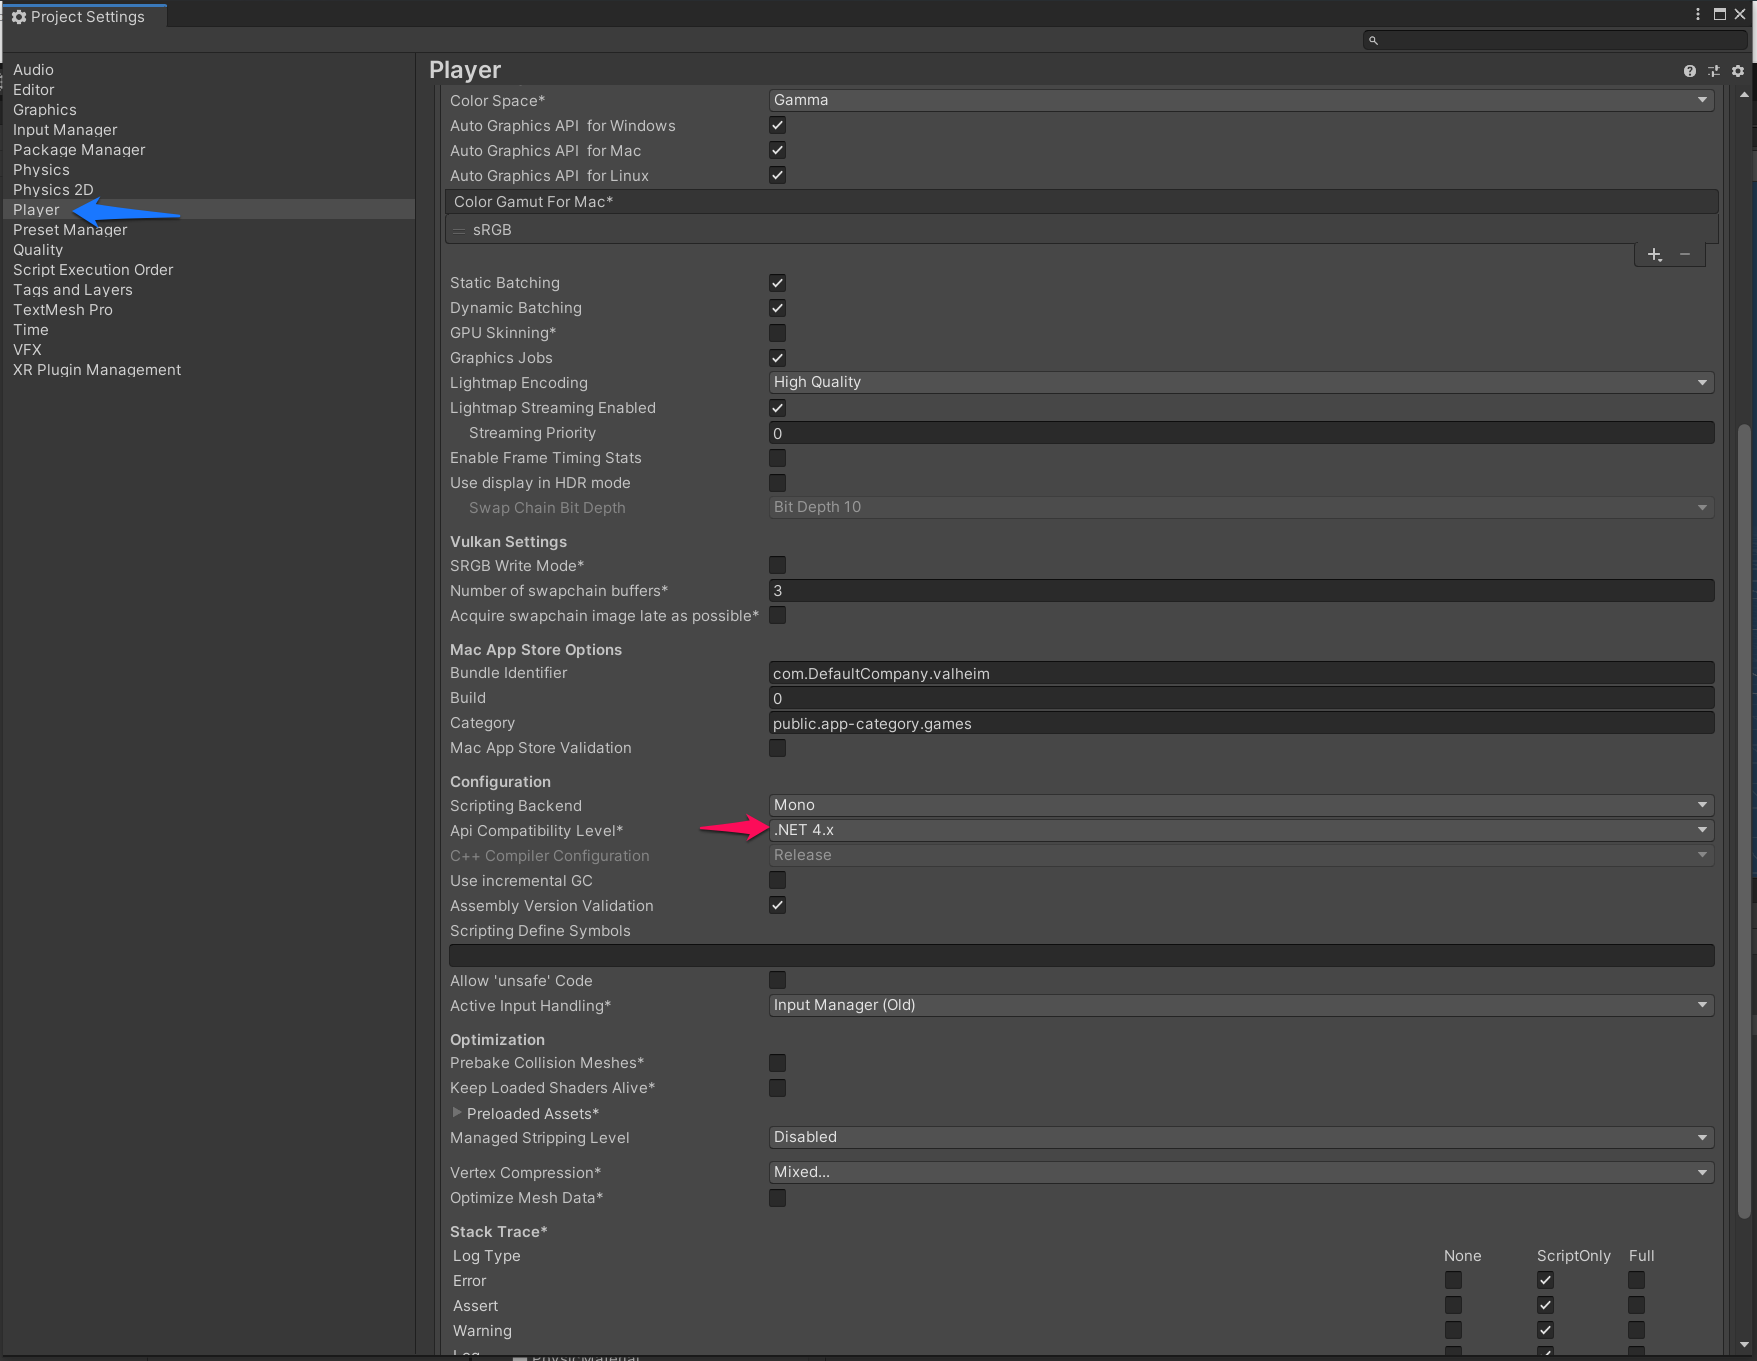 Project Settings
Audio
Editor
Graphics
Input Manager
Package Manager
Physics
Physics 2D
Player
Preset Manager
Quality
Script Execution Order
Tags and Layers
TextMesh Pro
Time
VFX
XR Plugin Management
Player
Color Space* Gamma
Auto Graphics API for Windows
Auto Graphics API for Mac
Auto Graphics API for Linux
Color Gamut For Mac*
sRGB
Static Batching
Dynamic Batching
GPU Skinning*
Graphics Jobs
Lightmap Encoding High Quality
Lightmap Streaming Enabled
Streaming Priority 0
Enable Frame Timing Stats
Use display in HDR mode
Swap Chain Bit Depth Bit Depth 10
Vulkan Settings
SRGB Write Mode*
Number of swapchain buffers* 3
Acquire swapchain image late as possible*
Mac App Store Options
Bundle Identifier com.DefaultCompany.valheim
Build 0
Category public.app-category.games
Mac App Store Validation
Configuration
Scripting Backend Mono
Api Compatibility Level* .NET 4.x
C++ Compiler Configuration Release
Use incremental GC
Assembly Version Validation
Scripting Define Symbols
Allow 'unsafe' Code
Active Input Handling* Input Manager (Old)
Optimization
Prebake Collision Meshes*
Keep Loaded Shaders Alive*
Preloaded Assets*
Managed Stripping Level Disabled
Vertex Compression* Mixed...
Optimize Mesh Data*
Stack Trace*
Log Type None ScriptOnly Full
Error
Assert
Warning
Log
PhysicMaterial